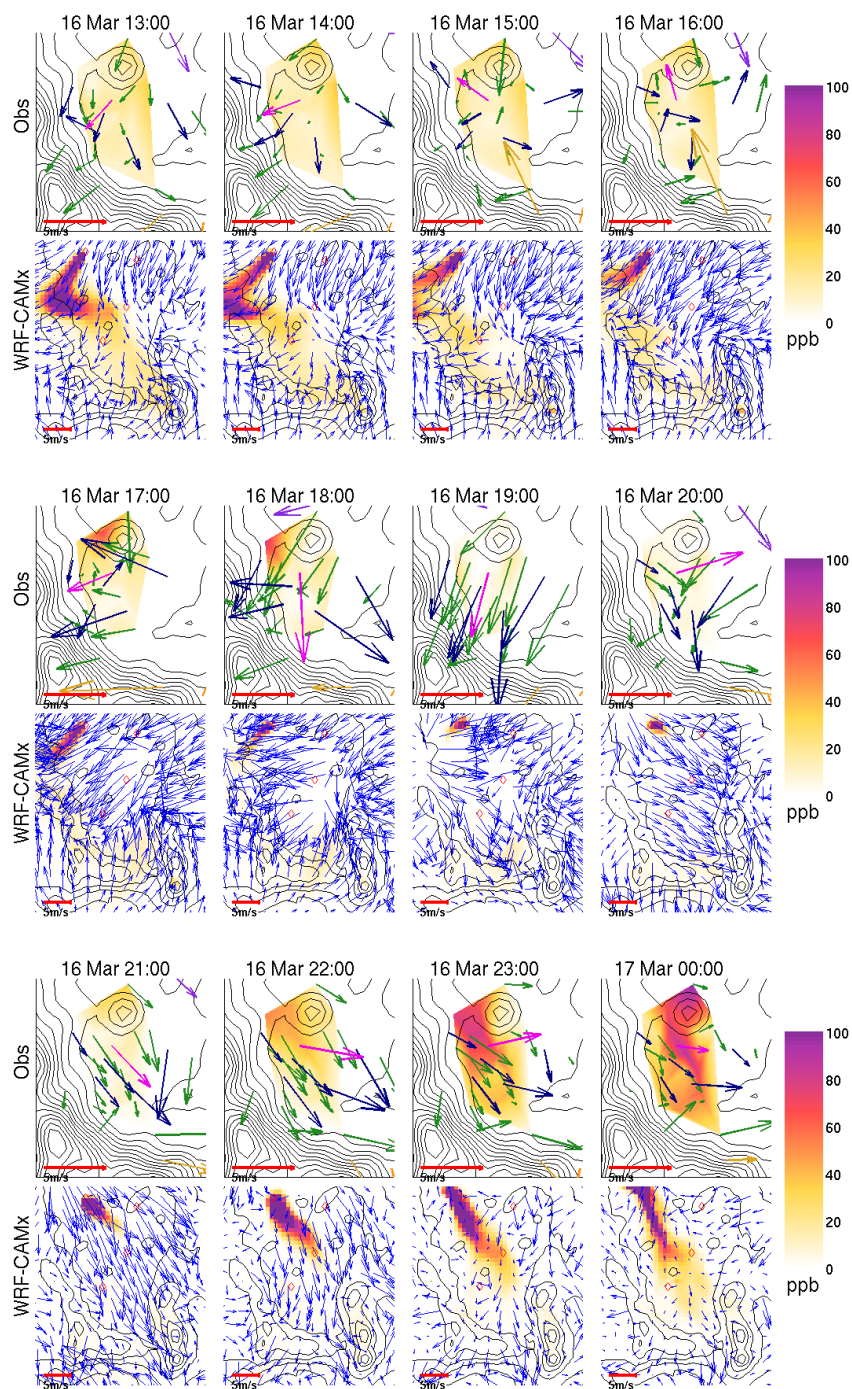 16 Mar 13:00 16 Mar 14:00 16 Mar 15:00 16 Mar 16:00
Obs
5m/s 5m/s 5m/s 5m/s
WRF-CAMx
5m/s 5m/s 5m/s 5m/s
100
80
60
40
20
0
ppb
16 Mar 17:00 16 Mar 18:00 16 Mar 19:00 16 Mar 20:00
Obs
5m/s 5m/s 5m/s 5m/s
WRF-CAMx
5m/s 5m/s 5m/s 5m/s
100
80
60
40
20
0
ppb
16 Mar 21:00 16 Mar 22:00 16 Mar 23:00 17 Mar 00:00
Obs
5m/s 5m/s 5m/s 5m/s
WRF-CAMx
5m/s 5m/s 5m/s 5m/s
100
80
60
40
20
0
ppb